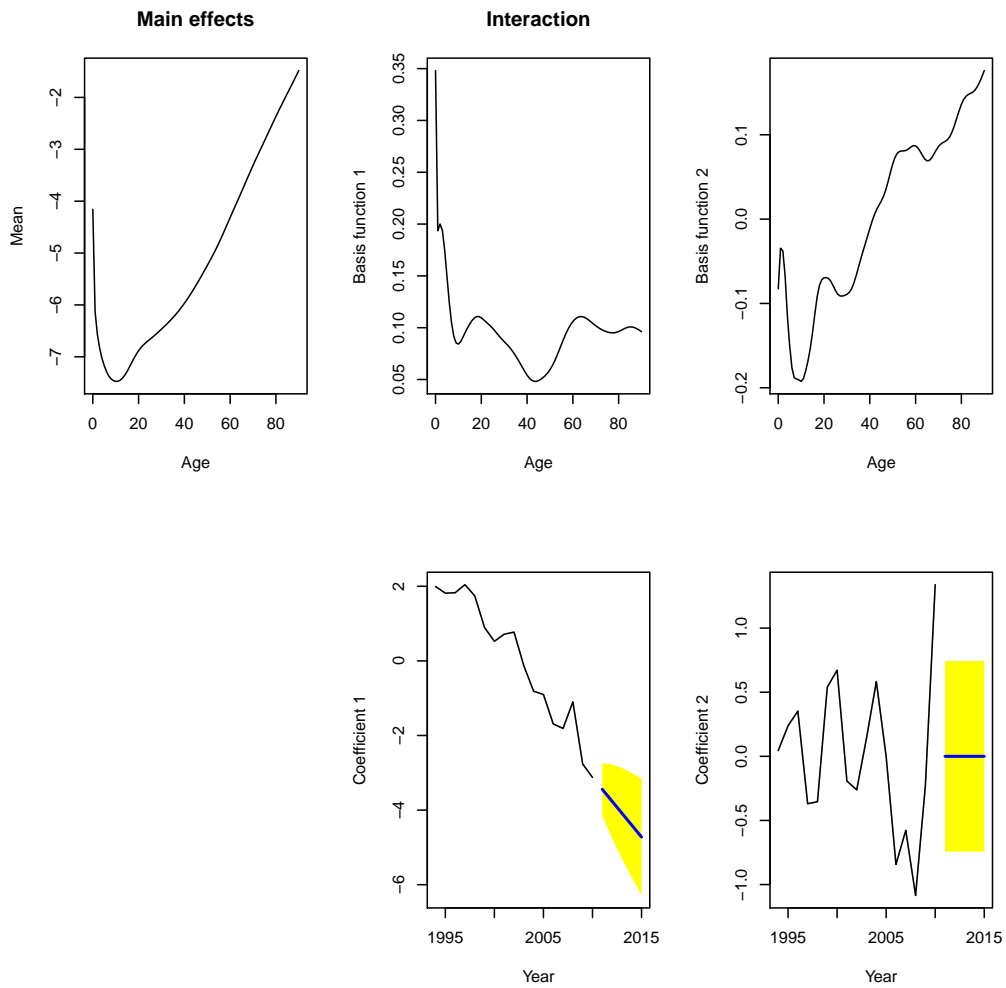 Main effects
Interaction
Mean
−2
−3
−4
−5
−6
−7
0 20 40 60 80
Age
Basis function 1
0.35
0.30
0.25
0.20
0.15
0.10
0.05
0 20 40 60 80
Age
Basis function 2
0.1
0.0
−0.1
−0.2
0 20 40 60 80
Age
Coefficient 1
2
0
−2
−4
−6
1995 2005 2015
Year
Coefficient 2
1.0
0.5
0.0
−0.5
−1.0
1995 2005 2015
Year